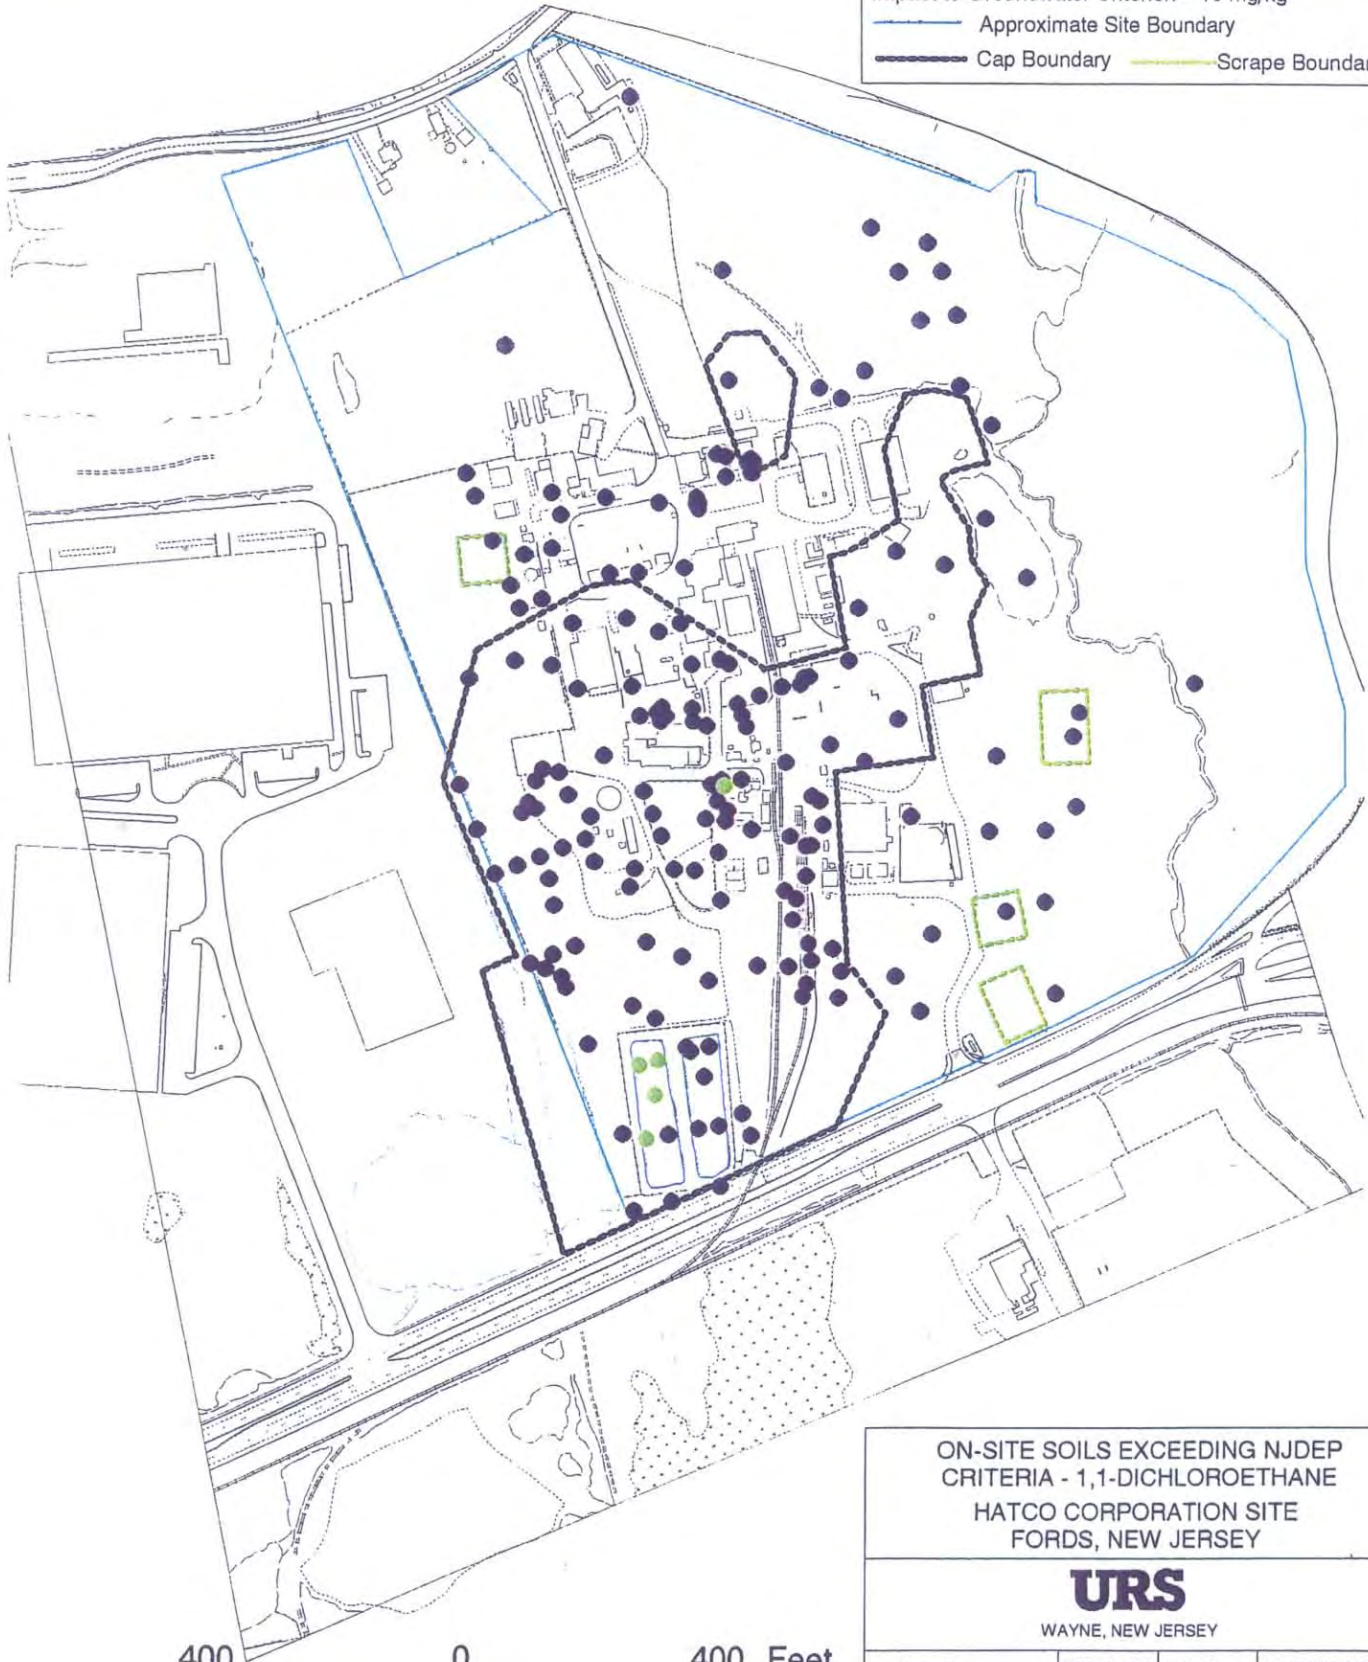 Approximate Site Boundary
Cap Boundary Scrape Boundar
400 0 400 Feet
ON-SITE SOILS EXCEEDING NJDEP
CRITERIA - 1,1-DICHLOROETHANE
HATCO CORPORATION SITE
FORDS, NEW JERSEY
URS
WAYNE, NEW JERSEY